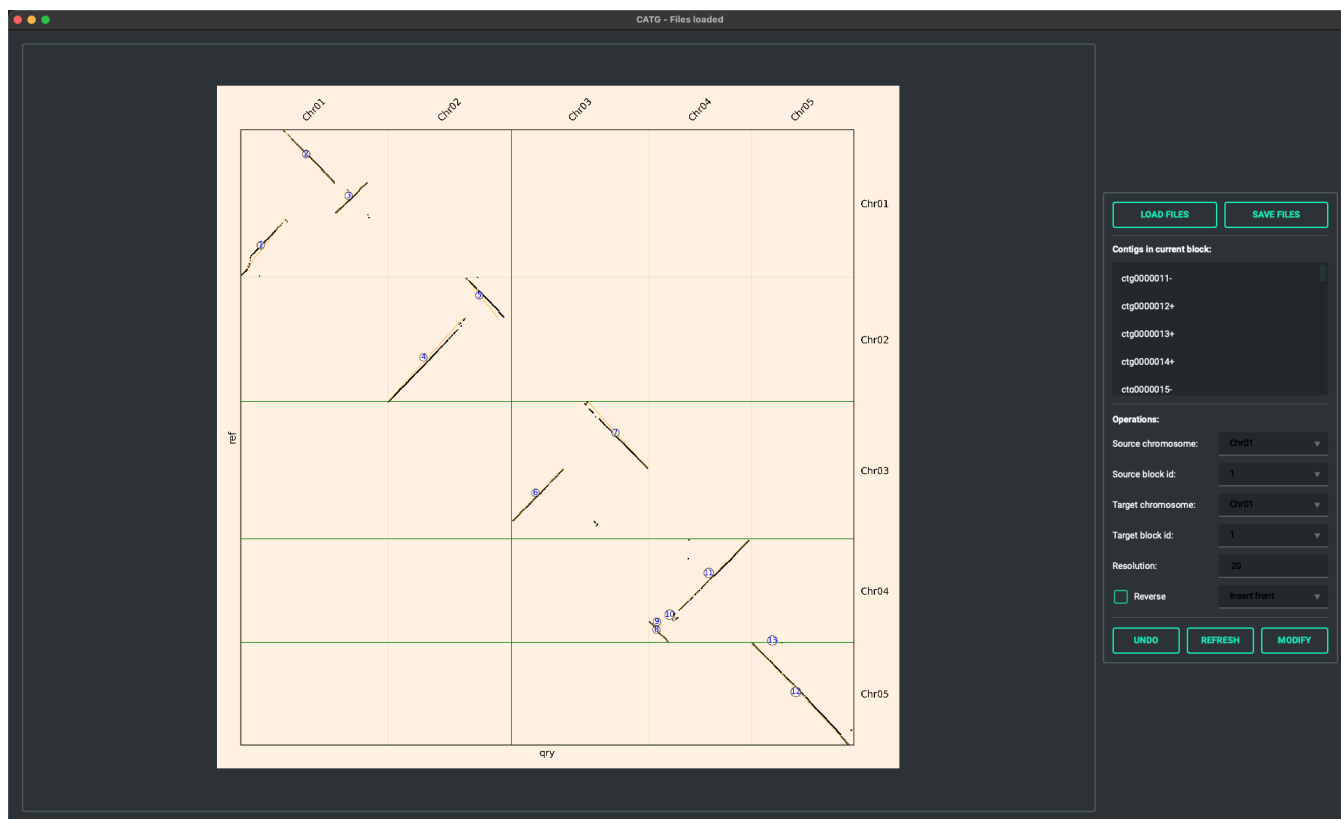 CATG - Files loaded
Chr01 Chr02 Chr03 Chr04 Chr05
2
3
Chr01
1
5
Chr02
4
ref
7
Chr03
6
11
Chr04
10
9
8
13
12
Chr05
qry
LOAD FILES SAVE FILES
Contigs in current block:
ctg0000011-
ctg0000012+
ctg0000013+
ctg0000014+
ctg0000015-
Operations:
Source chromosome: Chr01
Source block id: 1
Target chromosome: Chr01
Target block id: 1
Resolution: 20
Reverse Insert front
UNDO REFRESH MODIFY